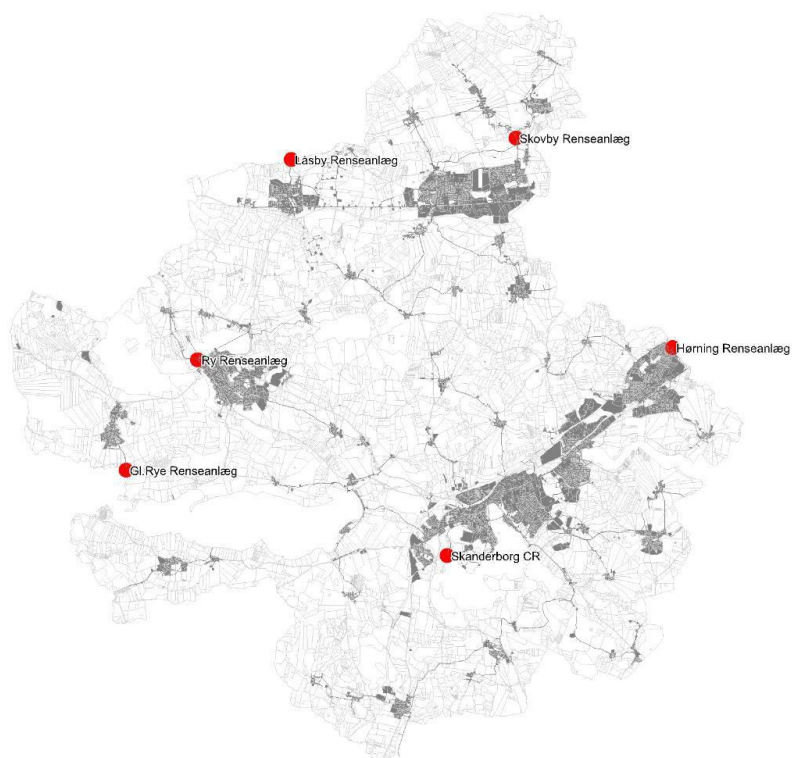 Skovby Renseanlæg
Låsby Renseanlæg
Hørning Renseanlæg
Ry Renseanlæg
Gl.Rye Renseanlæg
Skanderborg CR